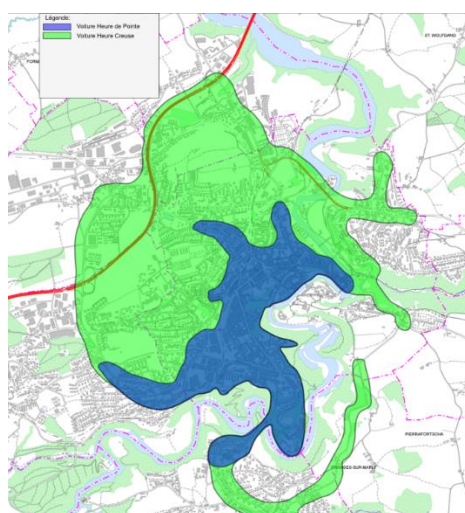 Légende:
Voiture Heure de Pointe
Voiture Heure Creuse
ST. WOLFGANG
PIERRAFORTSCHA